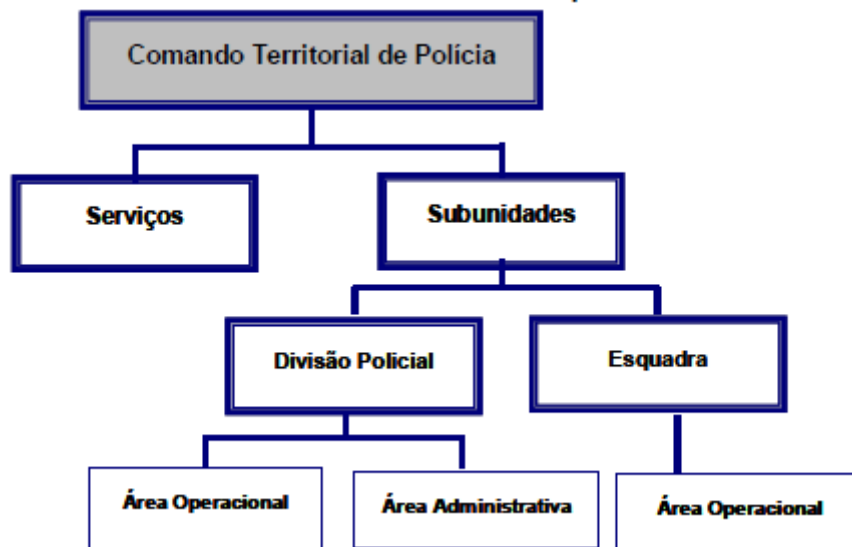 Comando Territorial de Polícia
Serviços
Subunidades
Divisão Policial
Esquadra
Área Operacional
Área Administrativa
Área Operacional